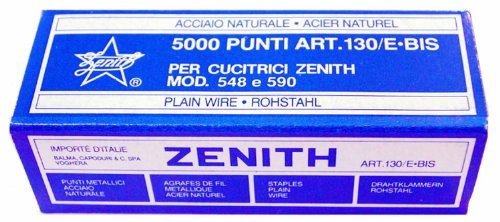 ACCIAIO NATURALE • ACIER NATUREL
Zenith
®
5000 PUNTI ART.130/E•BIS
PER CUCITRICI ZENITH
MOD. 548 e 590
PLAIN WIRE • ROHSTAHL
IMPORTÉ D'ITALIE
BALMA, CAPODURI & C. SPA
VOGHERA
ZENITH
ART.130/E•BIS
PUNTI METALLICI
ACCIAIO
NATURALE
AGRAFES DE FIL
METALLIQUE
ACIER NATUREL
STAPLES
PLAIN
WIRE
DRAHTKLAMMERN
ROHSTAHL